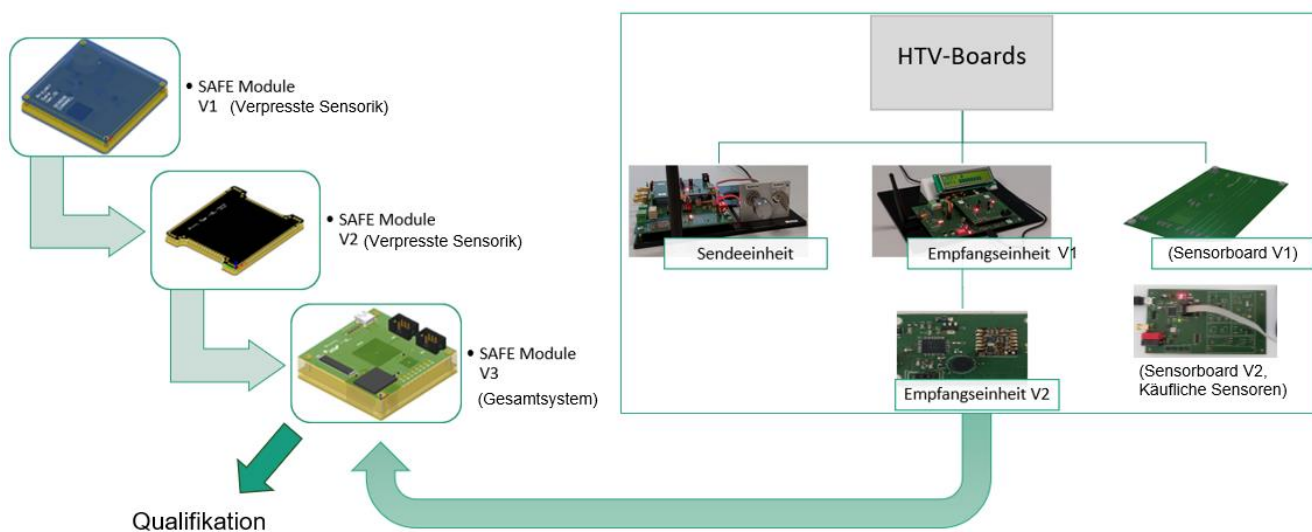 • SAFE Module
V1 (Verpresste Sensorik)
• SAFE Module
V2 (Verpresste Sensorik)
• SAFE Module
V3
(Gesamtsystem)
Qualifikation
HTV-Boards
Sendeeinheit
Empfangseinheit V1
(Sensorboard V1)
Empfangseinheit V2
(Sensorboard V2,
Käufliche Sensoren)